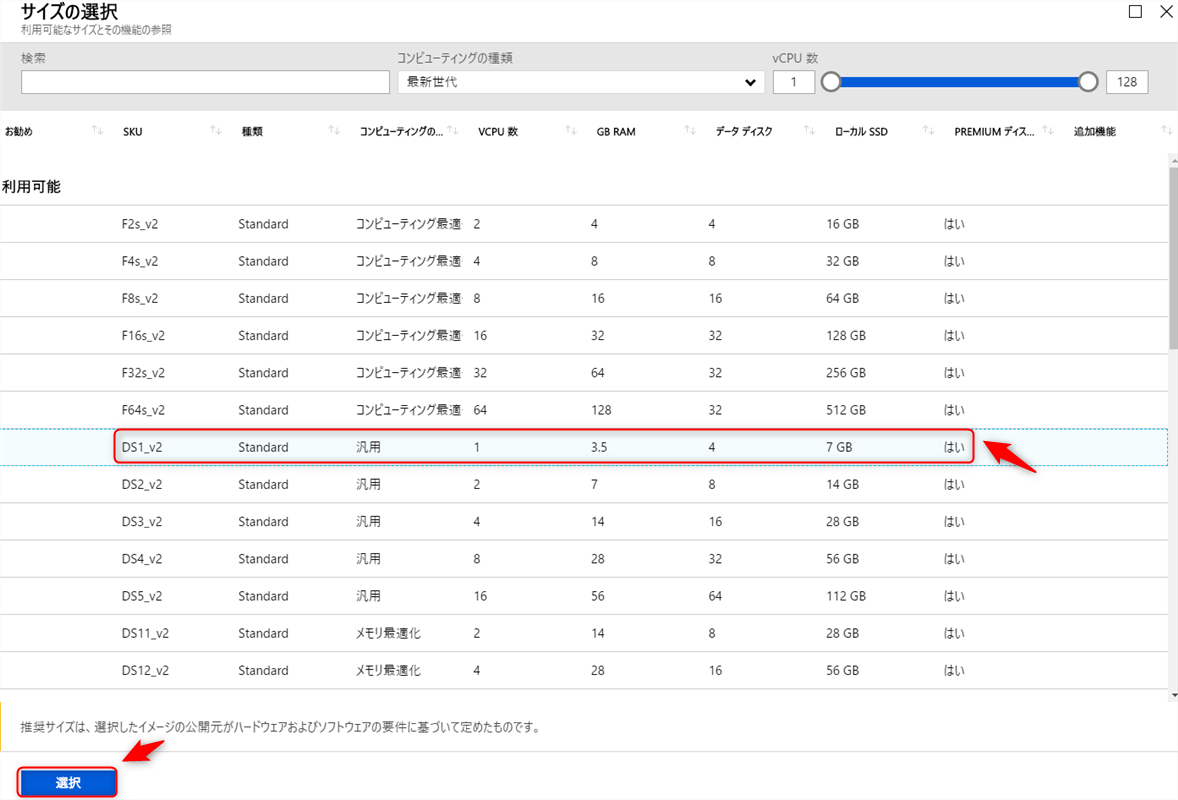 サイズの選択
利用可能なサイズとその機能の参照
検索 コンピューティングの種類 vCPU 数
最新世代 1 128
お勧め SKU 種類 コンピューティングの... VCPU 数 GB RAM データ ディスク ローカル SSD PREMIUM ディス... 追加機能
利用可能
F2s_v2 Standard コンピューティング最適 2 4 4 16 GB はい
F4s_v2 Standard コンピューティング最適 4 8 8 32 GB はい
F8s_v2 Standard コンピューティング最適 8 16 16 64 GB はい
F16s_v2 Standard コンピューティング最適 16 32 32 128 GB はい
F32s_v2 Standard コンピューティング最適 32 64 32 256 GB はい
F64s_v2 Standard コンピューティング最適 64 128 32 512 GB はい
DS1_v2 Standard 汎用 1 3.5 4 7 GB はい
DS2_v2 Standard 汎用 2 7 8 14 GB はい
DS3_v2 Standard 汎用 4 14 16 28 GB はい
DS4_v2 Standard 汎用 8 28 32 56 GB はい
DS5_v2 Standard 汎用 16 56 64 112 GB はい
DS11_v2 Standard メモリ最適化 2 14 8 28 GB はい
DS12_v2 Standard メモリ最適化 4 28 16 56 GB はい
推奨サイズは、選択したイメージの公開元がハードウェアおよびソフトウェアの要件に基づいて定めたものです。
選択